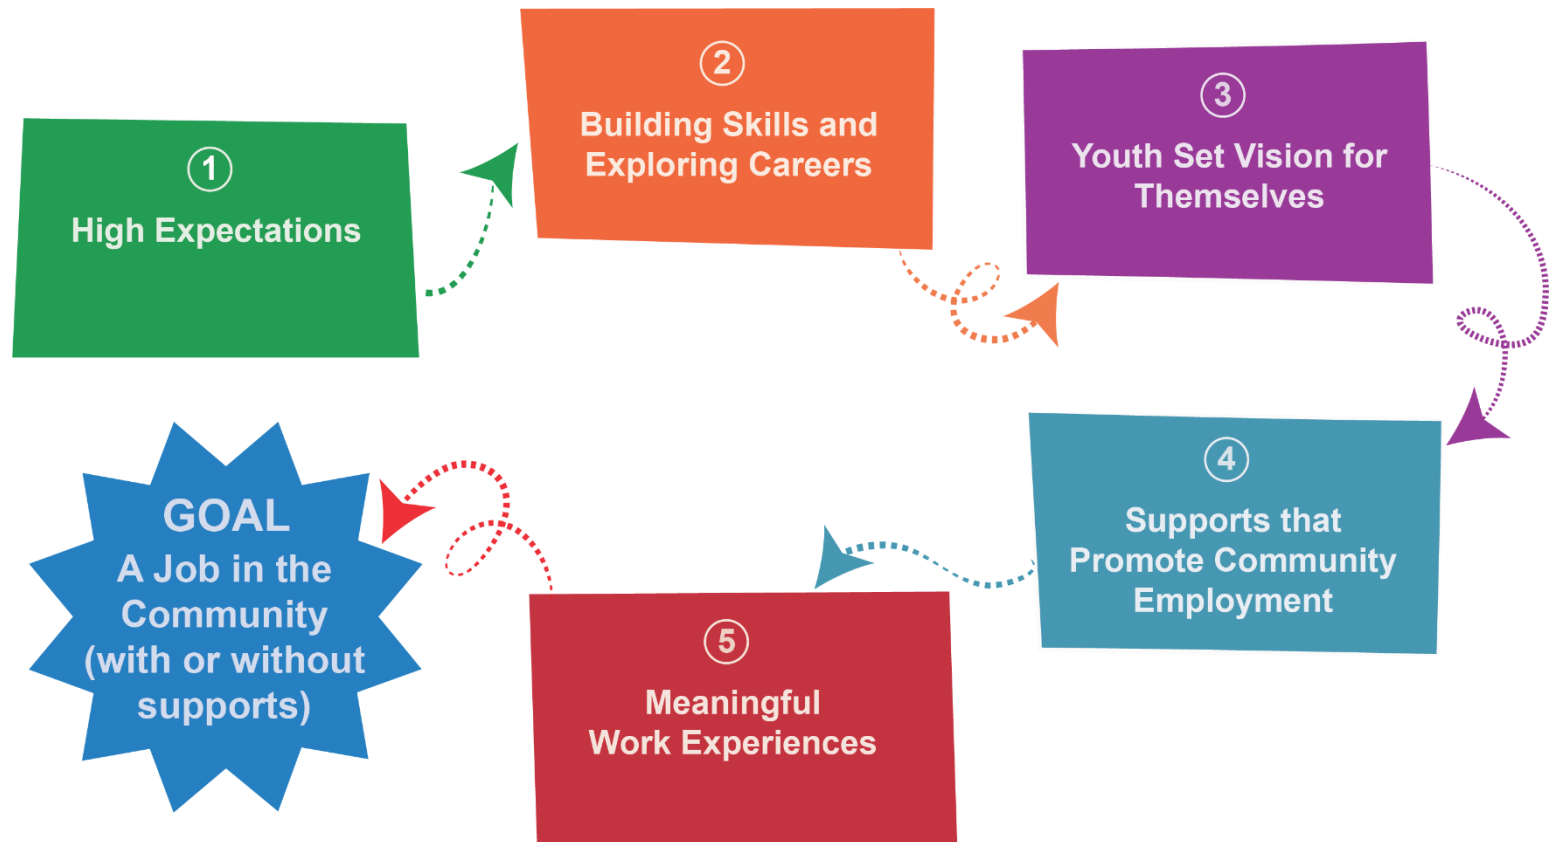 1
High Expectations
2
Building Skills and
Exploring Careers
3
Youth Set Vision for
Themselves
4
Supports that
Promote Community
Employment
5
Meaningful
Work Experiences
GOAL
A Job in the
Community
(with or without
supports)